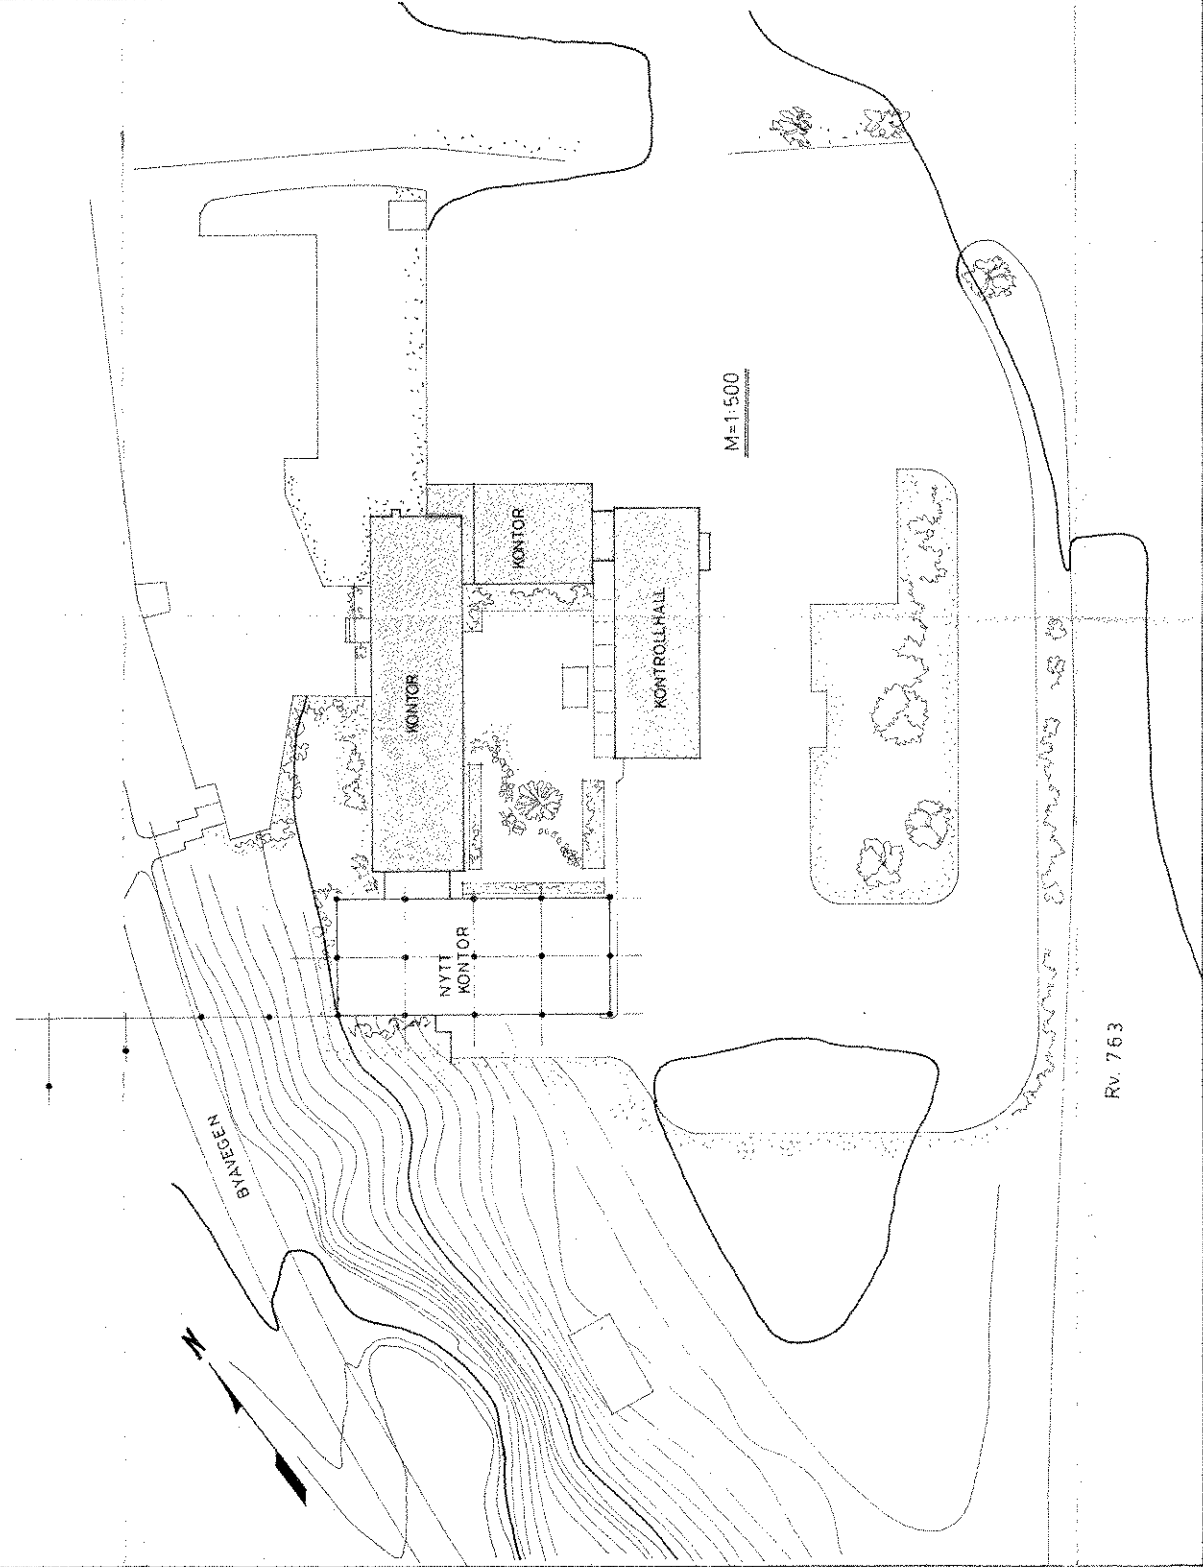 M=1:500
KONTOR
KONTOR
KONTROLLHALL
NYTT
KONTOR
BYAVEGEN
N
Rv. 763